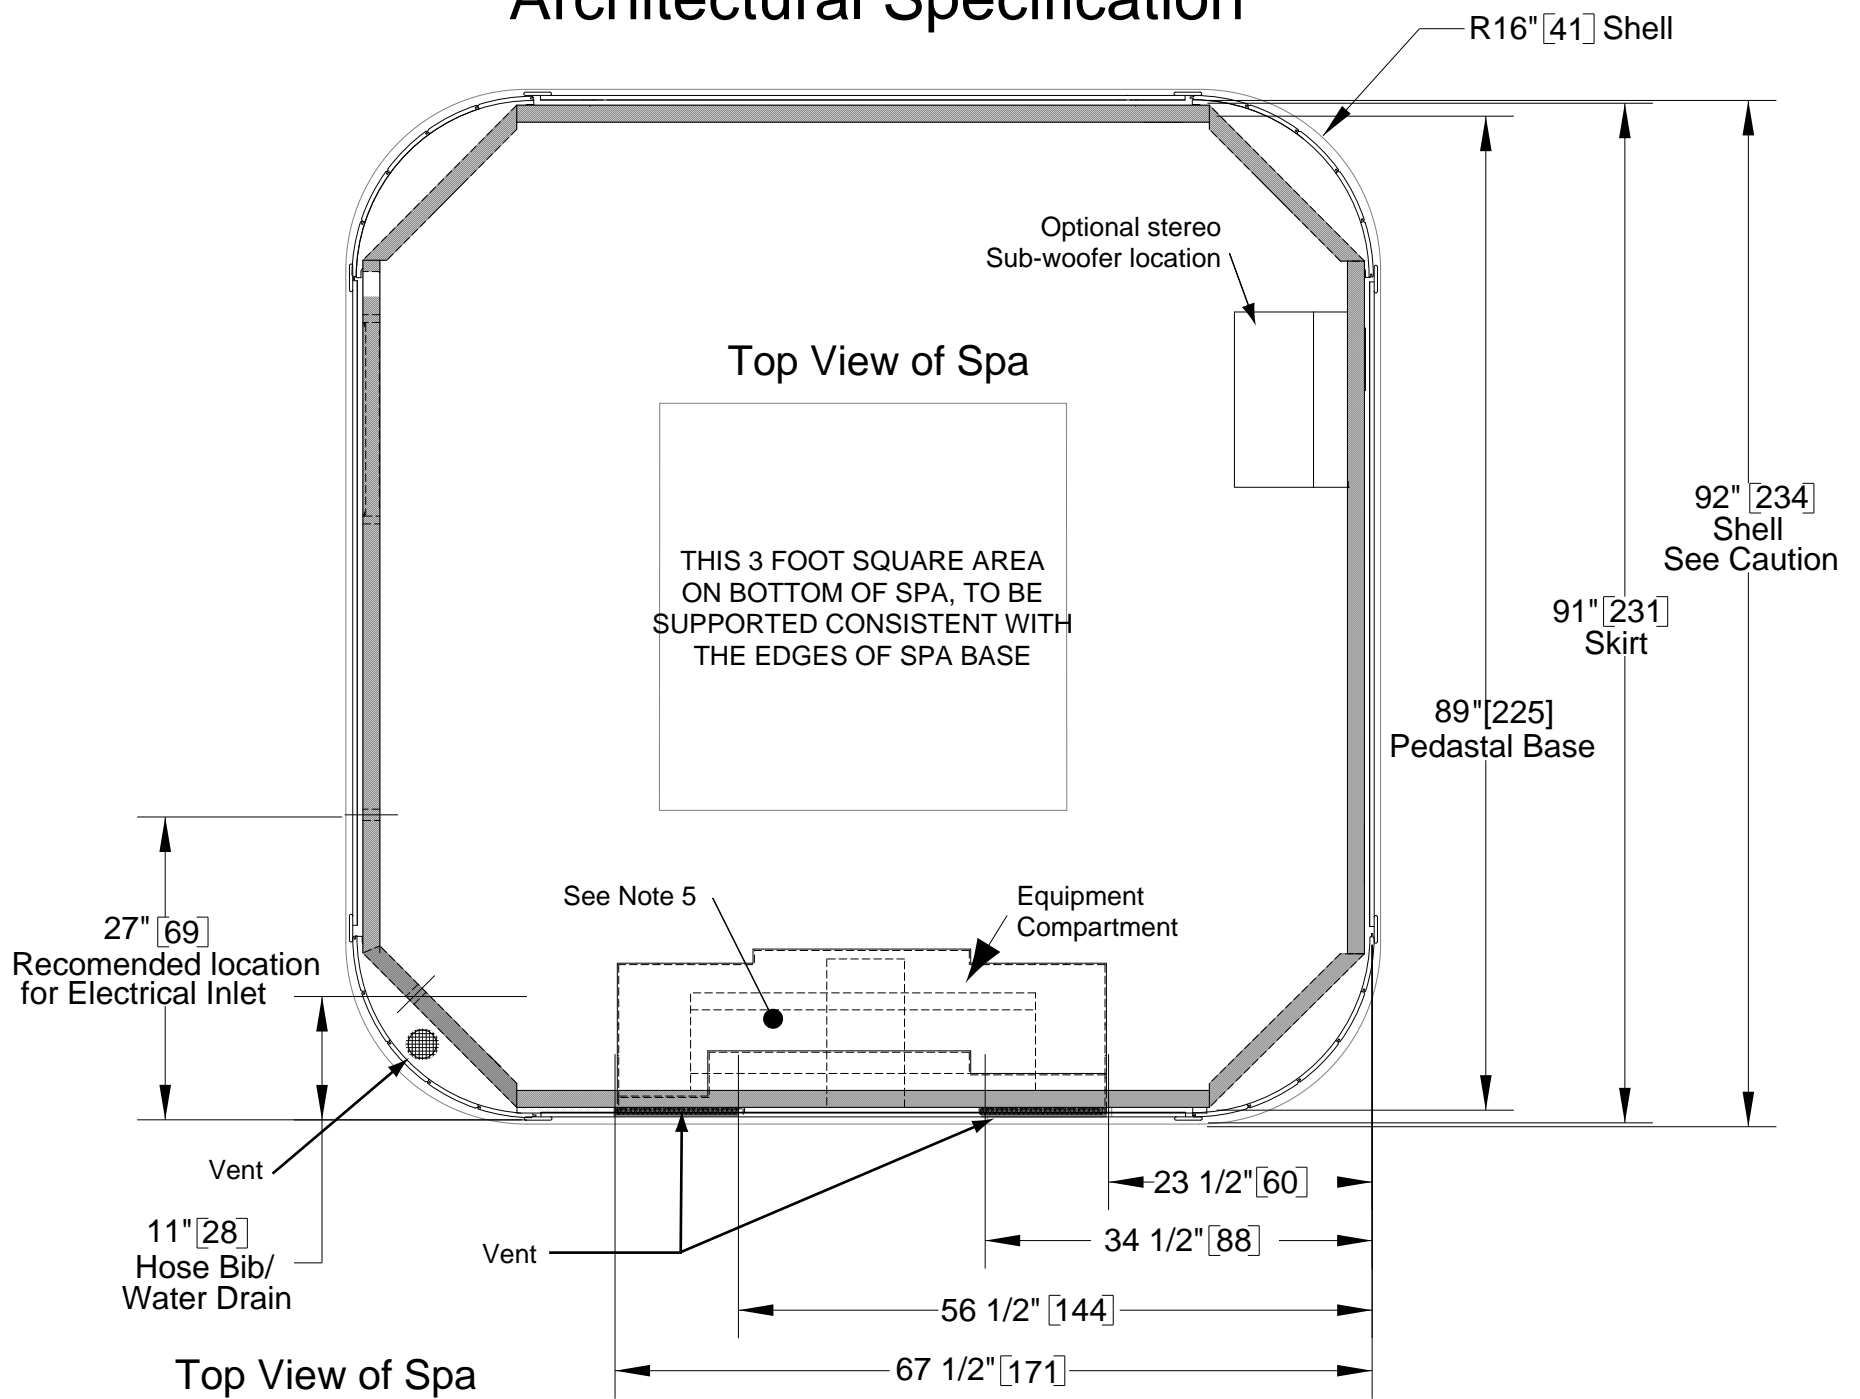 Architectural Specification
R16" [41] Shell
Optional stereo
Sub-woofer location
Top View of Spa
92" [234]
Shell
See Caution
THIS 3 FOOT SQUARE AREA
ON BOTTOM OF SPA, TO BE
SUPPORTED CONSISTENT WITH
THE EDGES OF SPA BASE
91" [231]
Skirt
89"[225]
Pedastal Base
See Note 5
Equipment
Compartment
27" [69]
Recomended location
for Electrical Inlet
Vent
23 1/2" [60]
11" [28]
Hose Bib/
Water Drain
Vent
34 1/2" [88]
56 1/2" [144]
67 1/2" [171]
Top View of Spa